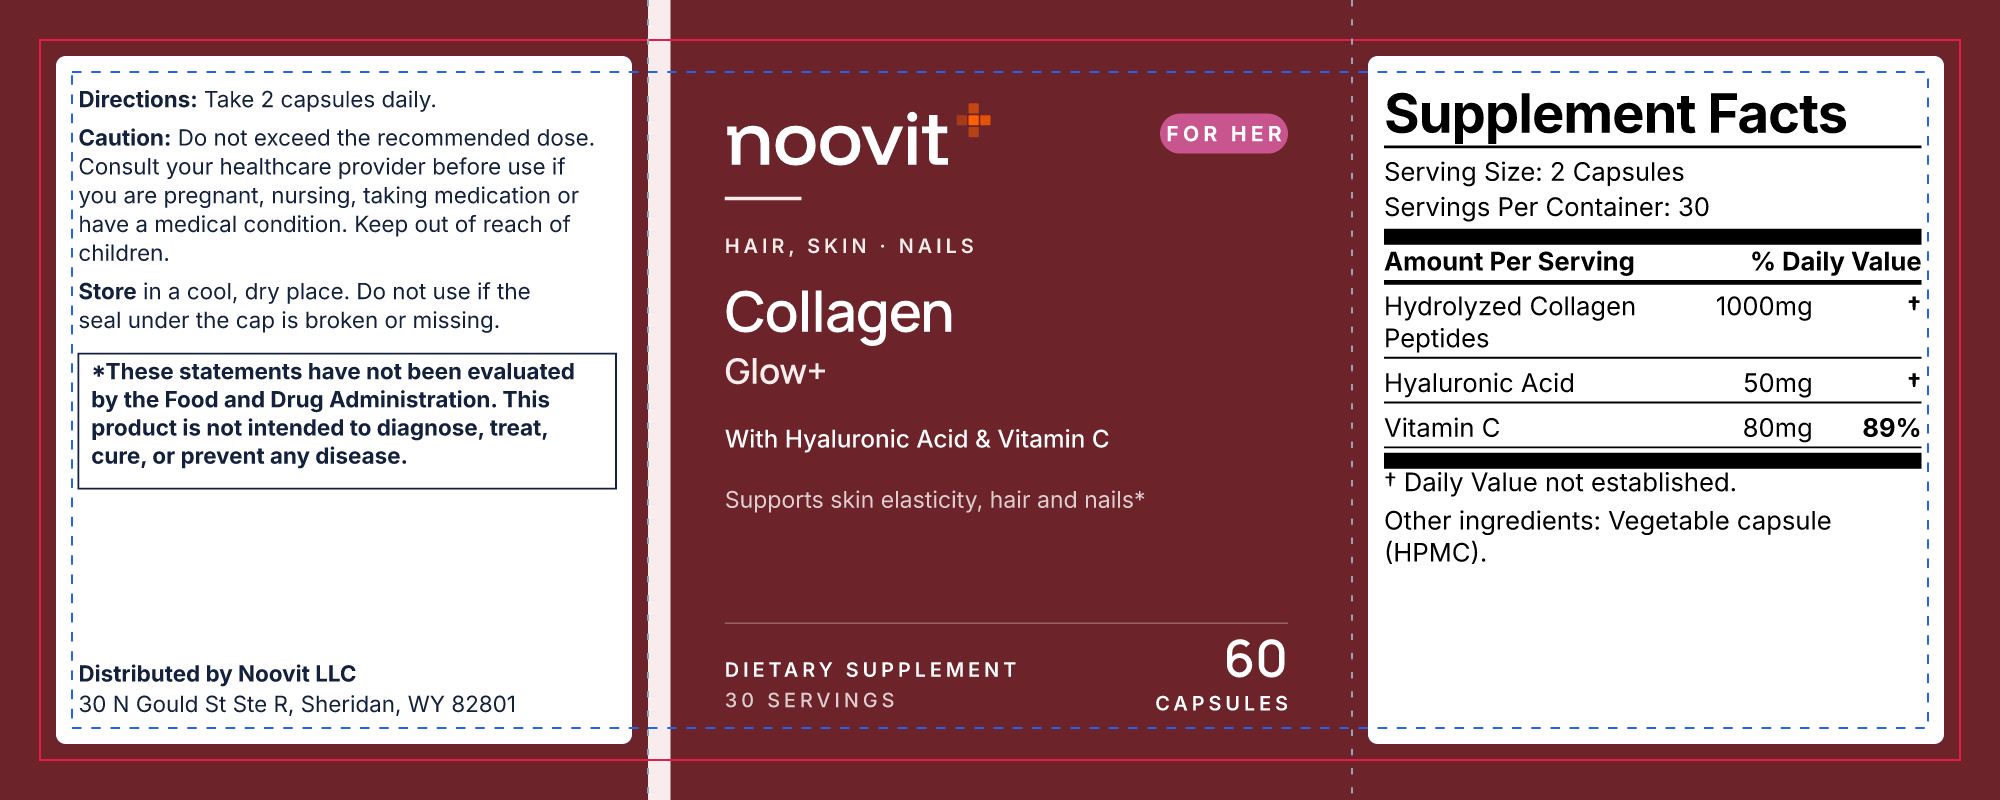 Directions: Take 2 capsules daily.
Caution: Do not exceed the recommended dose.
Consult your healthcare provider before use if
you are pregnant, nursing, taking medication or
have a medical condition. Keep out of reach of
children.
Store in a cool, dry place. Do not use if the
seal under the cap is broken or missing.
*These statements have not been evaluated
by the Food and Drug Administration. This
product is not intended to diagnose, treat,
cure, or prevent any disease.
Distributed by Noovit LLC
30 N Gould St Ste R, Sheridan, WY 82801
noovit
FOR HER
HAIR, SKIN · NAILS
Collagen
Glow+
With Hyaluronic Acid & Vitamin C
Supports skin elasticity, hair and nails*
DIETARY SUPPLEMENT
30 SERVINGS
60
CAPSULES
Supplement Facts
Serving Size: 2 Capsules
Servings Per Container: 30
Amount Per Serving % Daily Value
Hydrolyzed Collagen 1000mg †
Peptides
Hyaluronic Acid 50mg †
Vitamin C 80mg 89%
† Daily Value not established.
Other ingredients: Vegetable capsule
(HPMC).